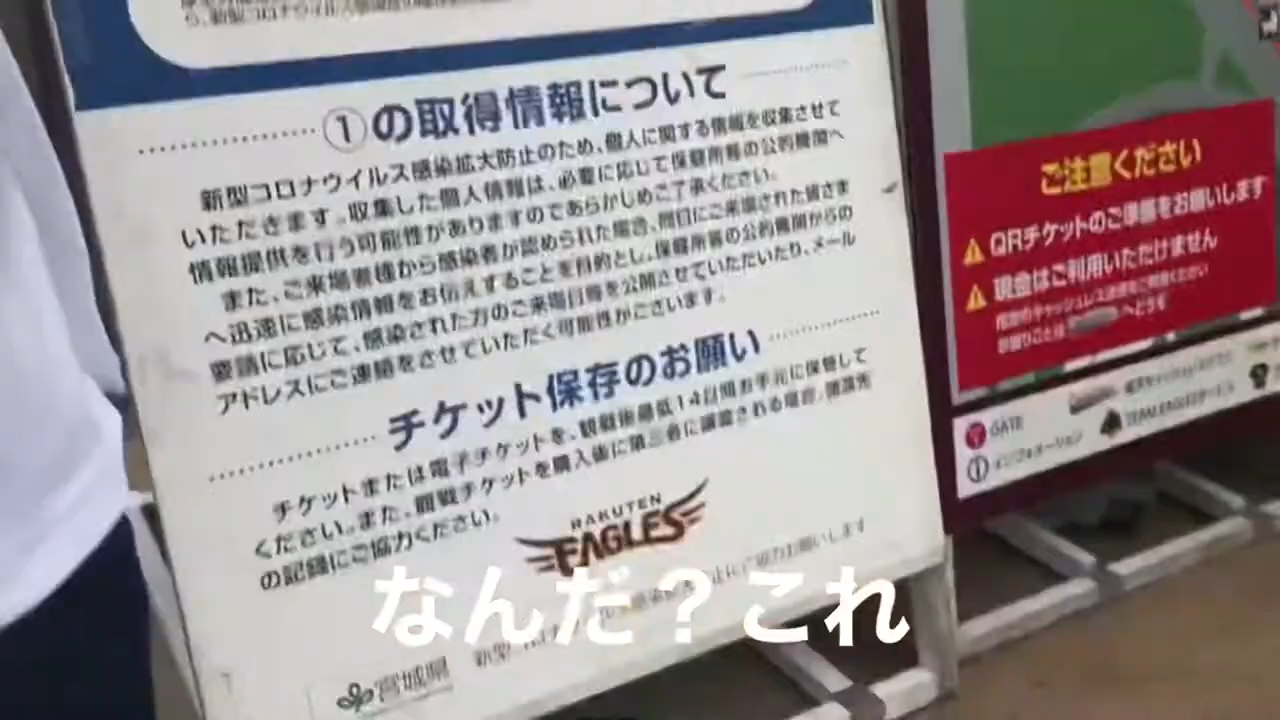 ①の取得情報について
新型コロナウイルス感染拡大防止のため、個人に関する情報を収集させて
いただきます。収集した個人情報は、必要に応じて保健所等の公的機関へ
情報提供を行う可能性がありますのであらかじめご了承ください。
また、ご来場者様から感染者が認められた場合、同日にご来場された皆さま
へ迅速に感染情報をお伝えすることを目的とし、保健所等の公的機関からの
要請に応じて、感染された方のご来場日等を公開させていただいたり、メール
アドレスにご連絡をさせていただく可能性がございます。
チケット保存のお願い
チケットまたは電子チケットを、観戦後最低14日間お手元に保管して
ください。また、観戦チケットを購入後に第三者に譲渡される場合、譲渡先
の記録にご協力ください。
RAKUTEN
EAGLES
宮城県
なんだ？これ
ご注意ください
QRチケットのご準備をお願いします
現金はご利用いただけません
GATE
インフォメーション